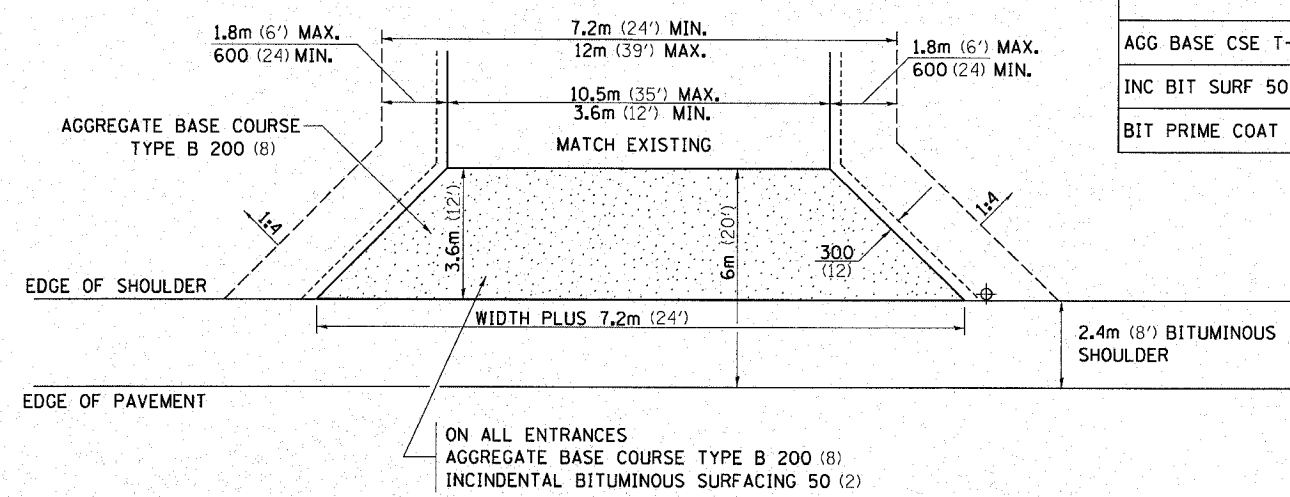 7.2m (24') MIN.
12m (39') MAX.
1.8m (6') MAX.
600 (24) MIN.
1.8m (6') MAX.
600 (24) MIN.
AGG BASE CSE T-
INC BIT SURF 50
BIT PRIME COAT
10.5m (35') MAX.
3.6m (12') MIN.
MATCH EXISTING
AGGREGATE BASE COURSE
TYPE B 200 (8)
1:4
1:4
3.6m (12')
6m (20')
300
(12)
EDGE OF SHOULDER
WIDTH PLUS 7.2m (24')
2.4m (8') BITUMINOUS
SHOULDER
EDGE OF PAVEMENT
ON ALL ENTRANCES
AGGREGATE BASE COURSE TYPE B 200 (8)
INCINDENTAL BITUMINOUS SURFACING 50 (2)